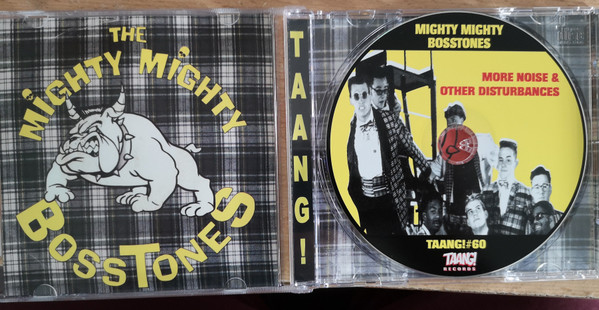 THE
MiGHTY MiGHTY
BOSSTONES
TAANG!
MIGHTY MIGHTY
BOSSTONES
MORE NOISE &
OTHER DISTURBANCES
TAANG!#60
TAANG!
RECORDS